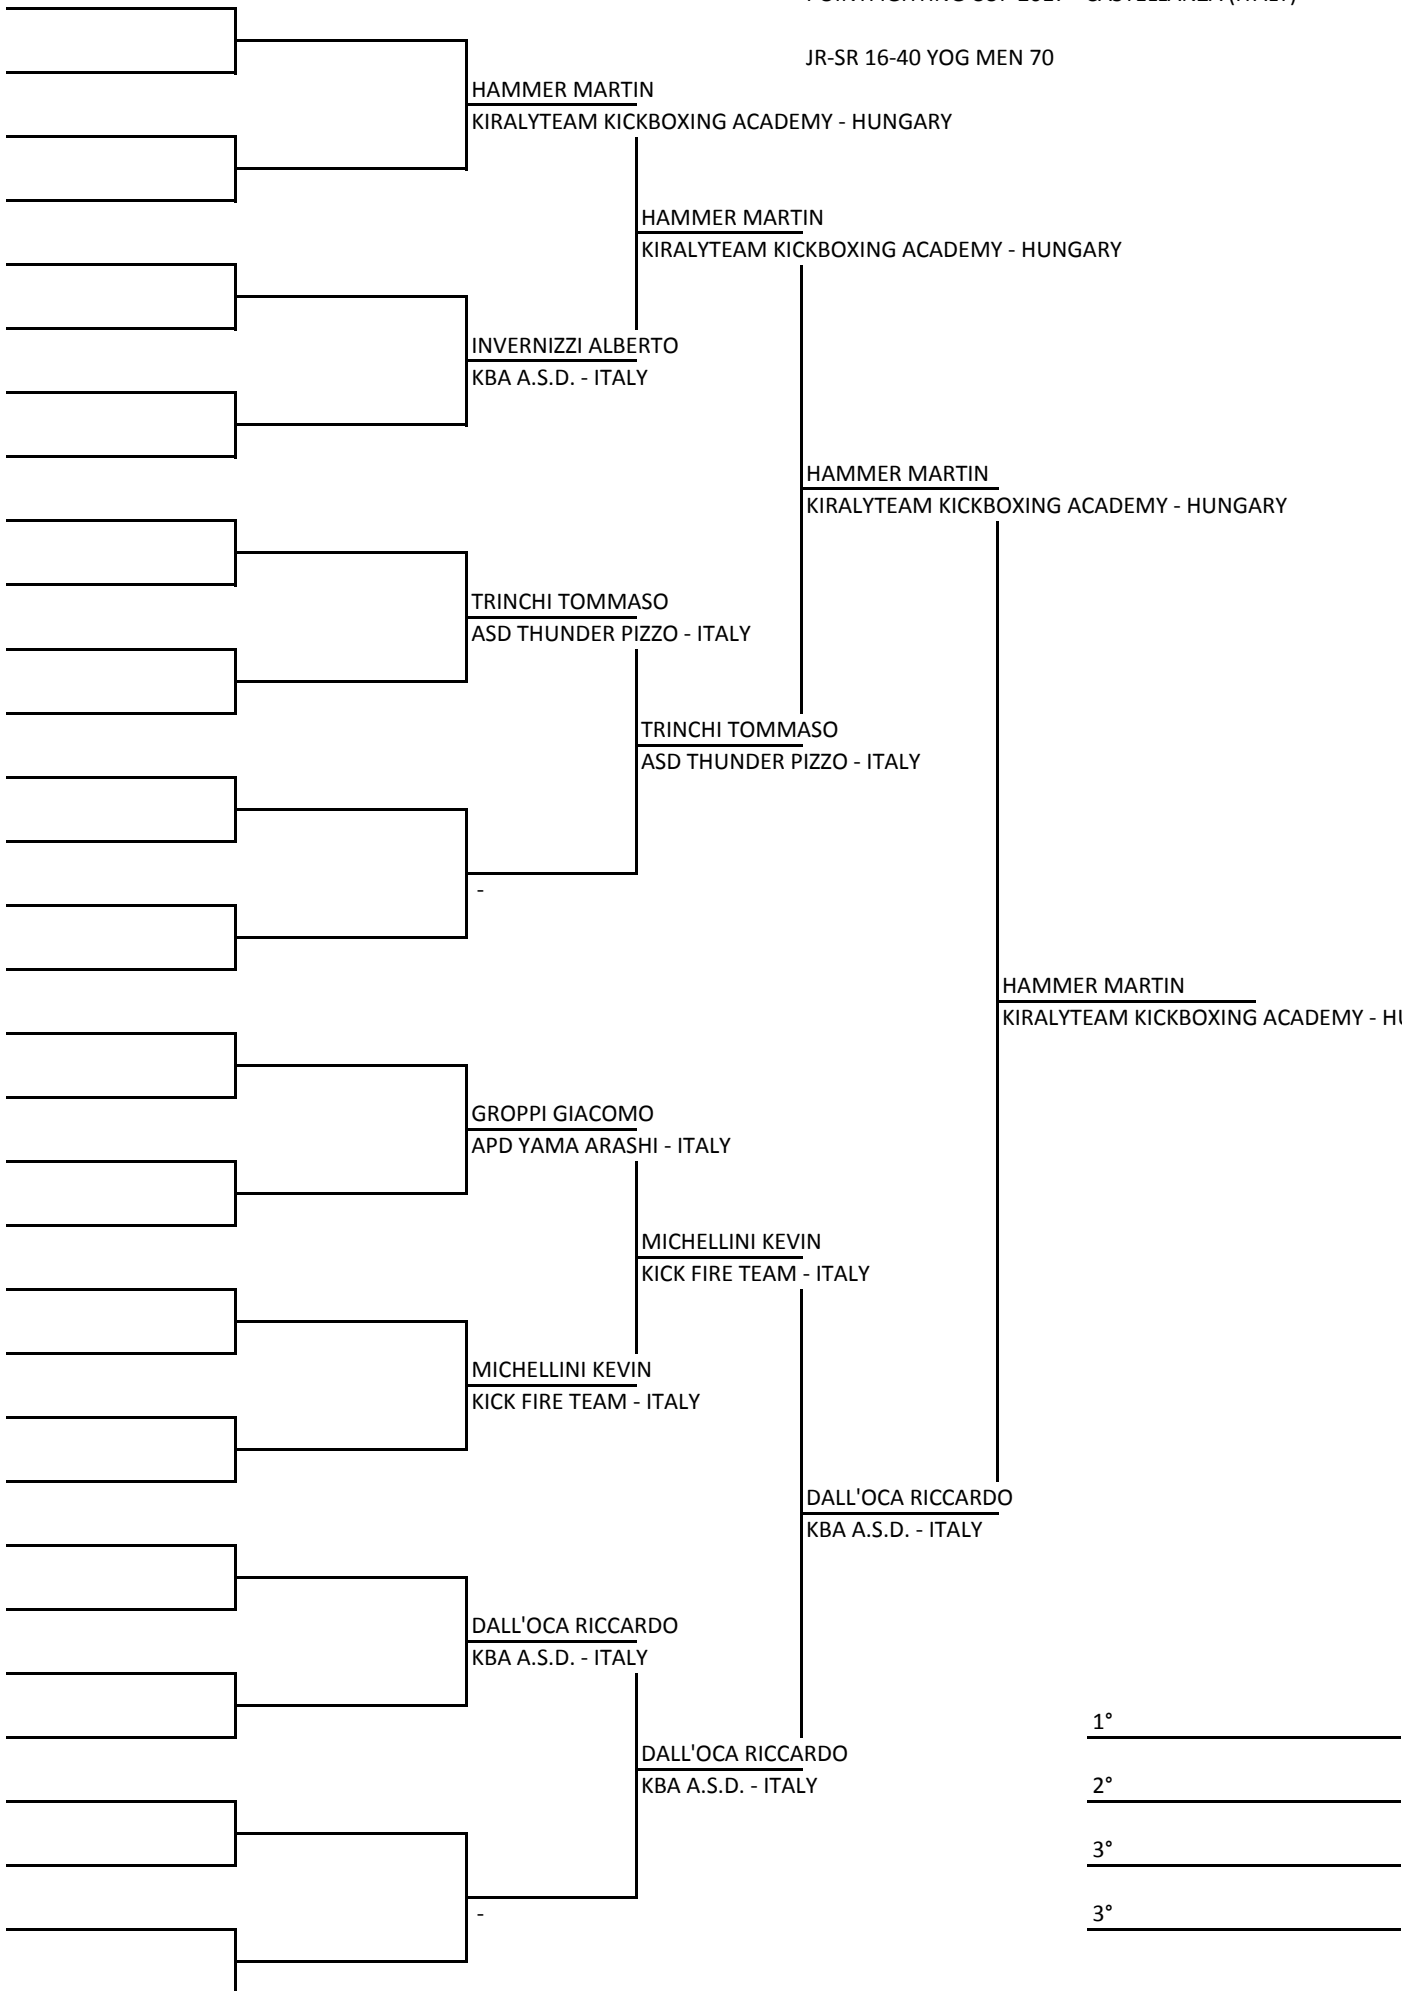 JR-SR 16-40 YOG MEN 70
HAMMER MARTIN
KIRALYTEAM KICKBOXING ACADEMY - HUNGARY
HAMMER MARTIN
KIRALYTEAM KICKBOXING ACADEMY - HUNGARY
INVERNIZZI ALBERTO
KBA A.S.D. - ITALY
HAMMER MARTIN
KIRALYTEAM KICKBOXING ACADEMY - HUNGARY
TRINCHI TOMMASO
ASD THUNDER PIZZO - ITALY
TRINCHI TOMMASO
ASD THUNDER PIZZO - ITALY
-
HAMMER MARTIN
KIRALYTEAM KICKBOXING ACADEMY - HU
GROPPI GIACOMO
APD YAMA ARASHI - ITALY
MICHELLINI KEVIN
KICK FIRE TEAM - ITALY
MICHELLINI KEVIN
KICK FIRE TEAM - ITALY
DALL'OCA RICCARDO
KBA A.S.D. - ITALY
DALL'OCA RICCARDO
KBA A.S.D. - ITALY
1°
DALL'OCA RICCARDO
KBA A.S.D. - ITALY
2°
3°
-
3°